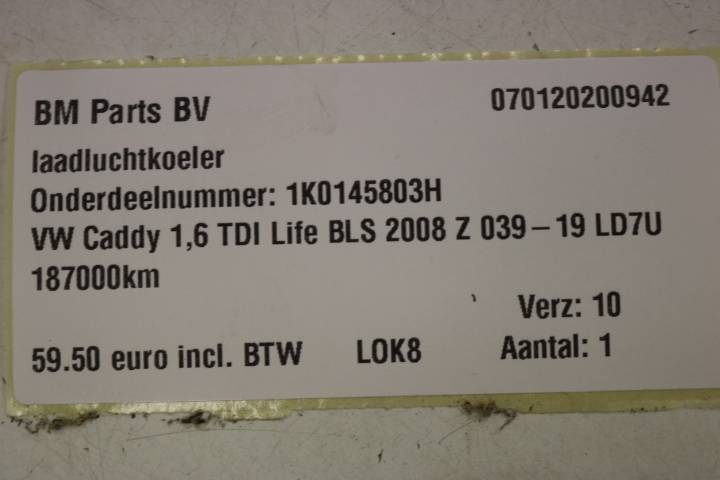 BM Parts BV 070120200942
laadluchtkoeler
Onderdeelnummer: 1K0145803H
VW Caddy 1,6 TDI Life BLS 2008 Z 039-19 LD7U
187000km
Verz: 10
59.50 euro incl. BTW LOK8 Aantal: 1